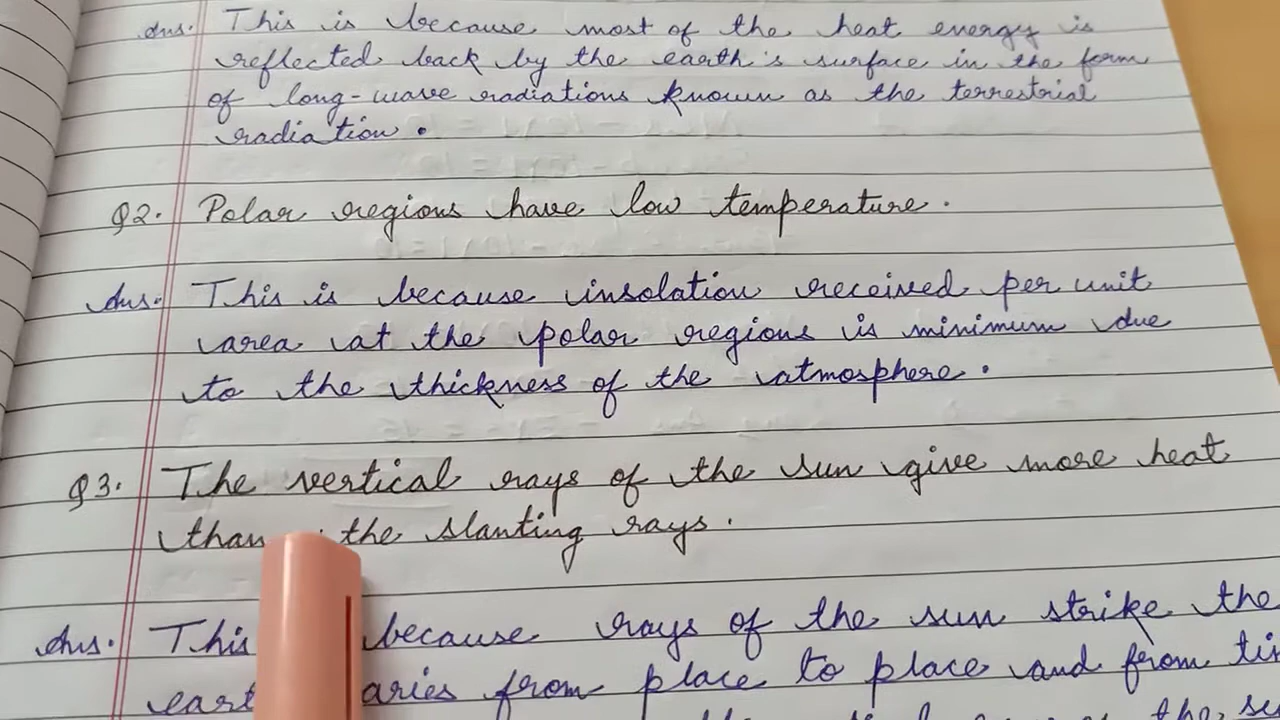 Ans. This is because most of the heat energy is
reflected back by the earth's surface in the form
of long-wave radiations known as the terrestrial
radiation.
Q2. Polar regions have low temperature.
Ans. This is because insolation received per unit
area at the polar regions is minimum due
to the thickness of the atmosphere.
Q3. The vertical rays of the sun give more heat
than the slanting rays.
Ans. This because rays of the sun strike the
from place to place and from
the